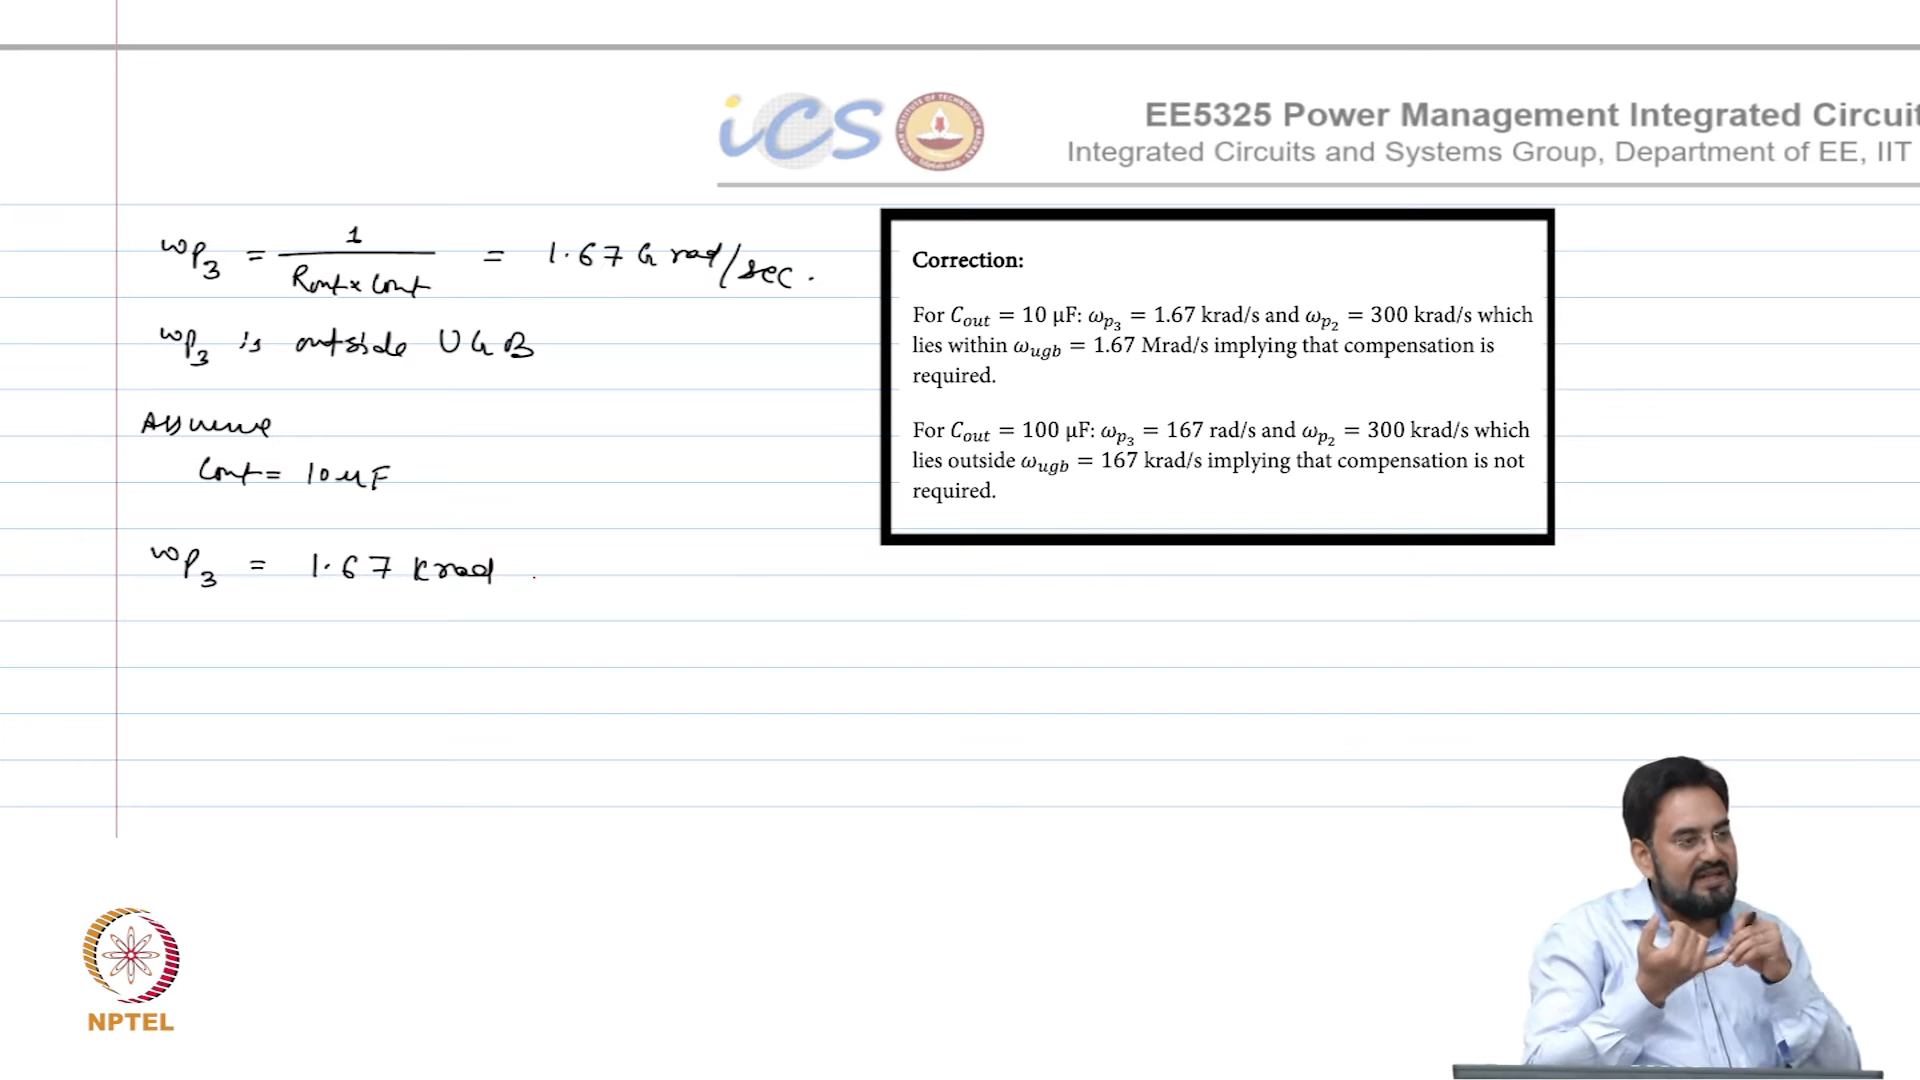 iCS
EE5325 Power Management Integrated Circuit
Integrated Circuits and Systems Group, Department of EE, IIT
ωp3 = 1 / Rout × Cout = 1.67 G rad/sec.
ωp3 is outside UGB
Assume
Cout = 10 μF
ωp3 = 1.67 Krad
Correction:
For Cout = 10 μF: ωp3 = 1.67 krad/s and ωp2 = 300 krad/s which
lies within ωugb = 1.67 Mrad/s implying that compensation is
required.
For Cout = 100 μF: ωp3 = 167 rad/s and ωp2 = 300 krad/s which
lies outside ωugb = 167 krad/s implying that compensation is not
required.
NPTEL